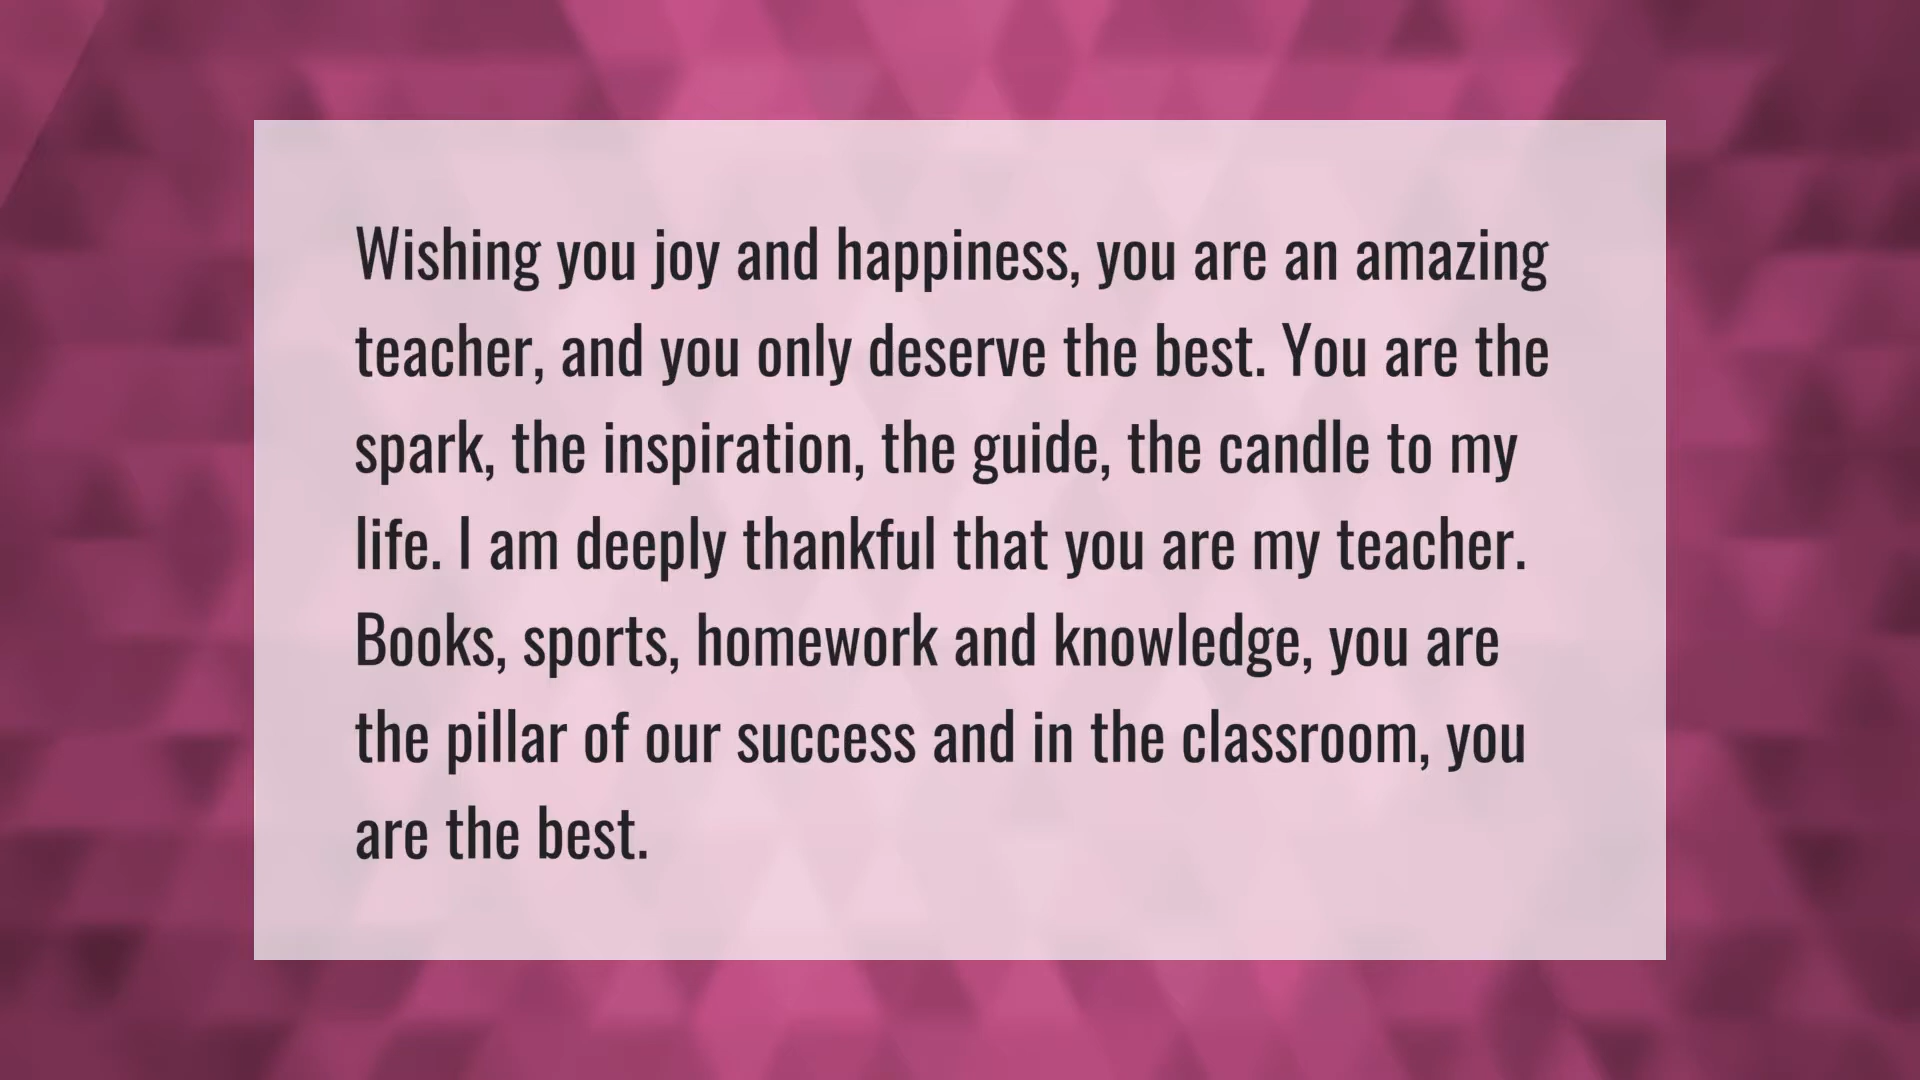 Wishing you joy and happiness, you are an amazing
teacher, and you only deserve the best. You are the
spark, the inspiration, the guide, the candle to my
life. I am deeply thankful that you are my teacher.
Books, sports, homework and knowledge, you are
the pillar of our success and in the classroom, you
are the best.